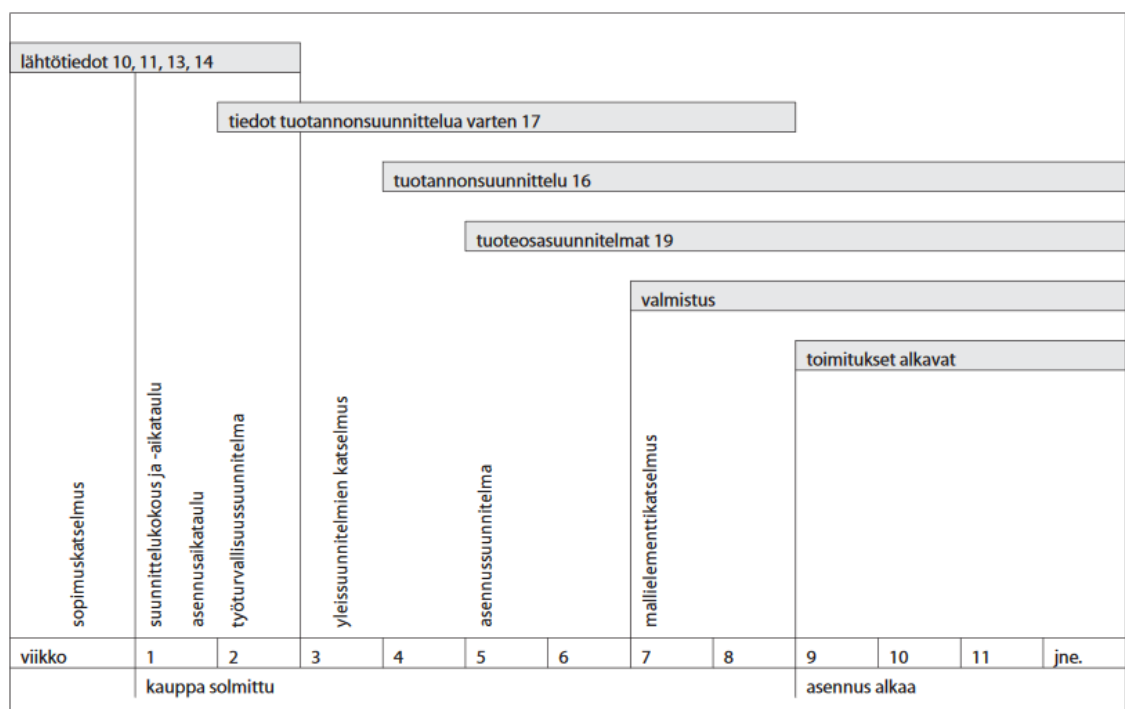 lähtötiedot 10, 11, 13, 14
tiedot tuotannonsuunnittelua varten 17
tuotannonsuunnittelu 16
tuoteosasuunnitelmat 19
valmistus
toimitukset alkavat
sopimuskatselmus
suunnittelukokous ja -aikataulu
asennusaikataulu
työturvallisuussuunnitelma
yleissuunnitelmien katselmus
asennussuunnitelma
mallielementtikatselmus
viikko 1 2 3 4 5 6 7 8 9 10 11 jne.
kauppa solmittu asennus alkaa